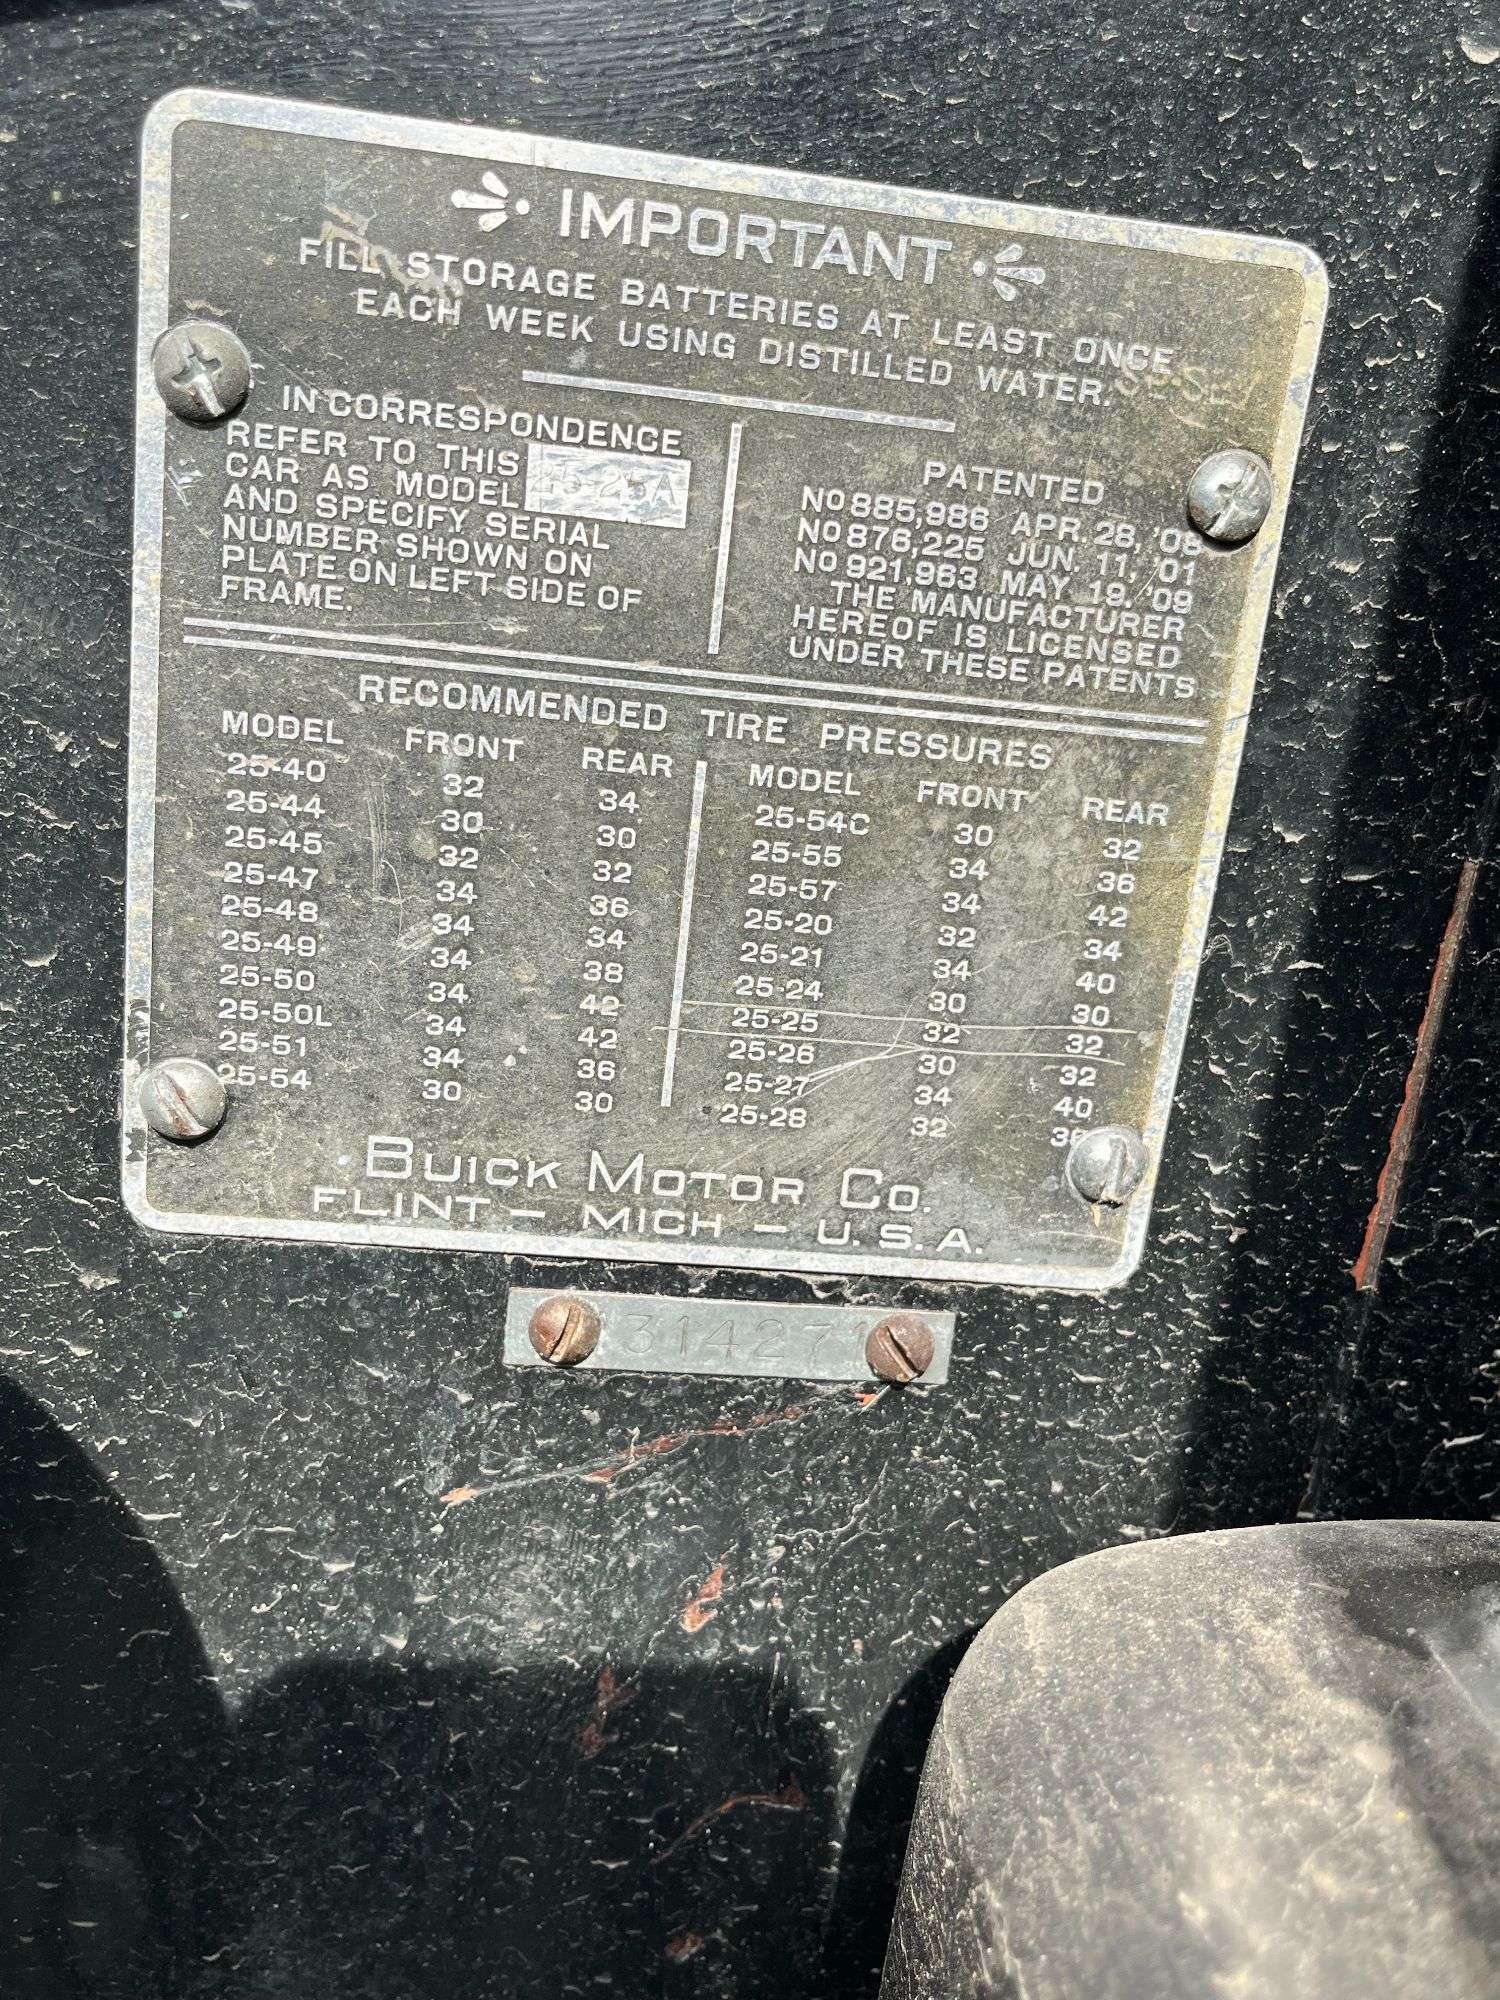 IMPORTANT
FILL STORAGE BATTERIES AT LEAST ONCE
EACH WEEK USING DISTILLED WATER.
IN CORRESPONDENCE
REFER TO THIS
CAR AS MODEL 25-25A
AND SPECIFY SERIAL
NUMBER SHOWN ON
PLATE ON LEFT SIDE OF
FRAME.
PATENTED
NO 885,986 APR. 28, '08
NO 876,225 JUN. 11, '01
NO 921,963 MAY 19, '09
THE MANUFACTURER
HEREOF IS LICENSED
UNDER THESE PATENTS
RECOMMENDED TIRE PRESSURES
MODEL FRONT REAR
25-40 32 34
25-44 30 30
25-45 32 32
25-47 34 36
25-48 34 34
25-49 34 38
25-50 34 42
25-50L 34 42
25-51 34 36
25-54 30 30
MODEL FRONT REAR
25-54C 30 32
25-55 34 36
25-57 34 42
25-20 32 34
25-21 34 40
25-24 30 30
25-25 32 32
25-26 30 32
25-27 34 40
25-28 32
BUICK MOTOR CO.
FLINT - MICH - U.S.A.
314271